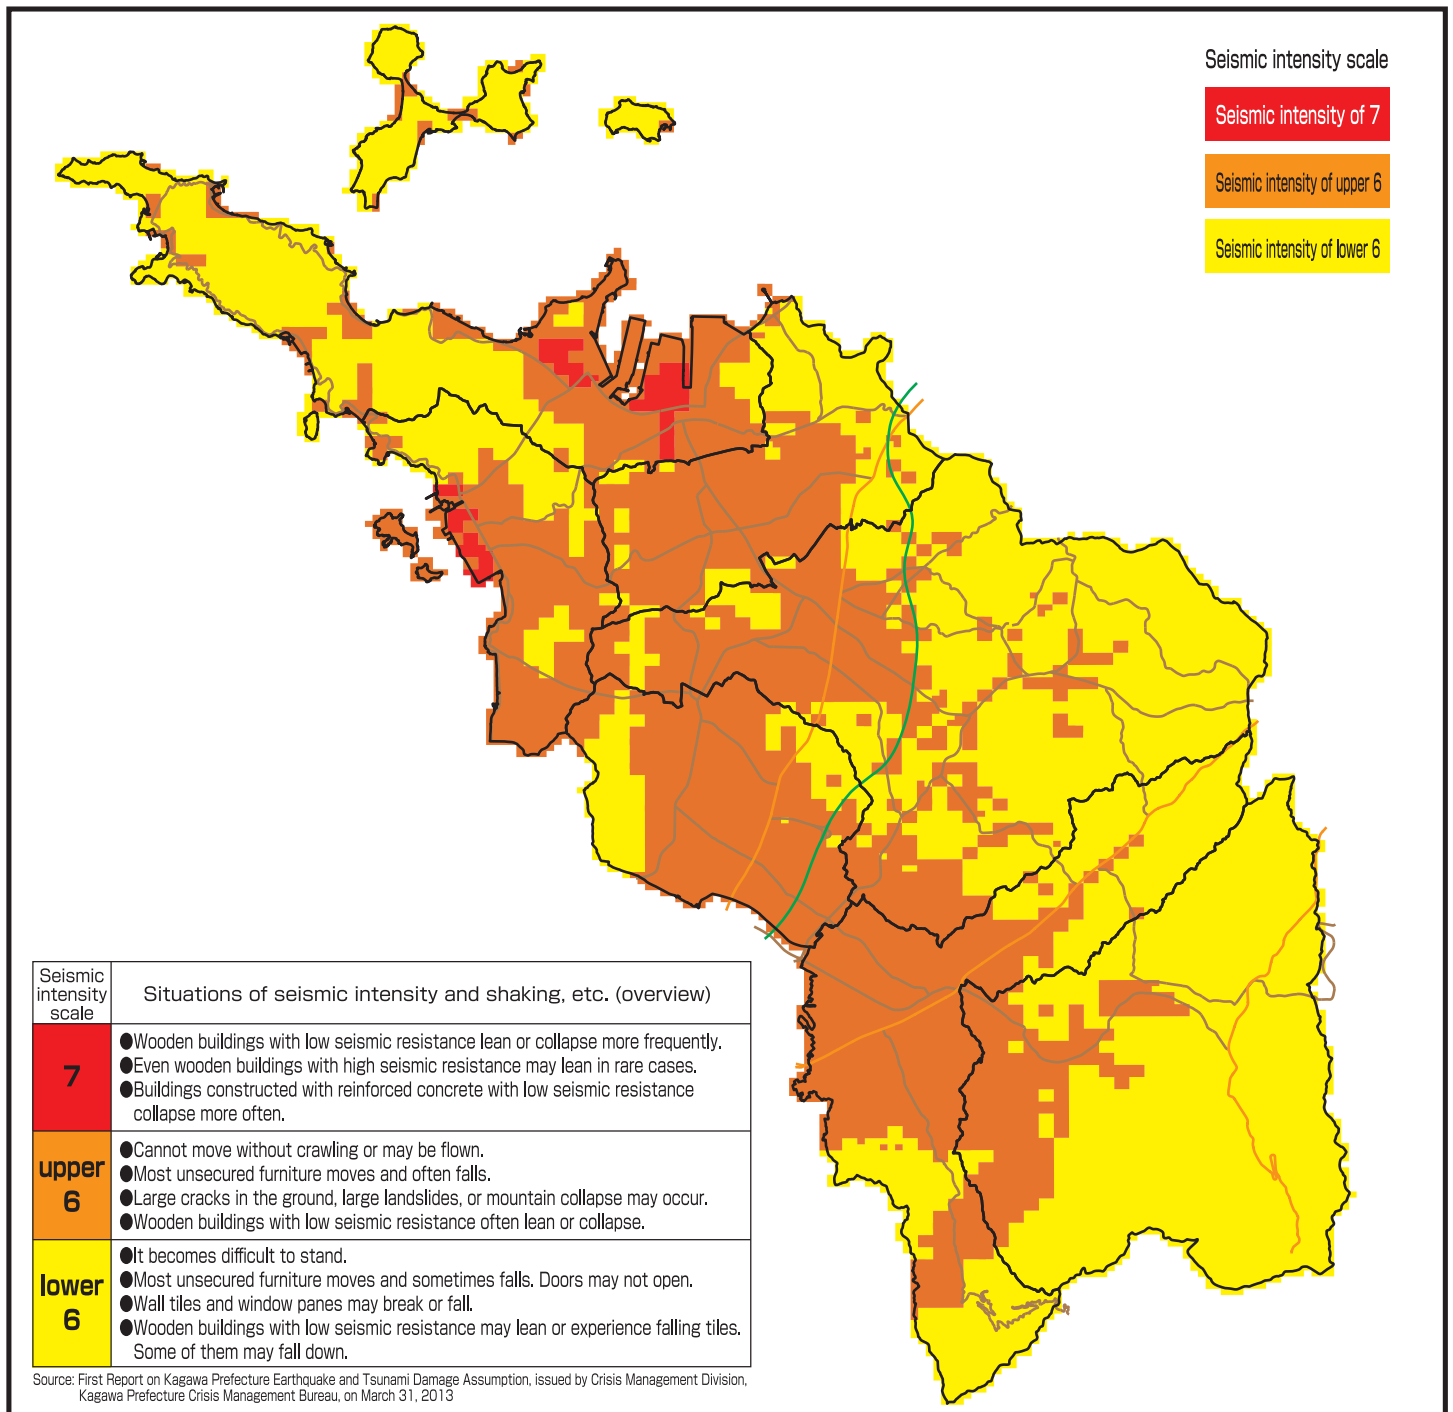 Seismic intensity scale
Seismic intensity of 7
Seismic intensity of upper 6
Seismic intensity of lower 6
Seismic
intensity
scale
Situations of seismic intensity and shaking, etc. (overview)
7
●Wooden buildings with low seismic resistance lean or collapse more frequently.
●Even wooden buildings with high seismic resistance may lean in rare cases.
●Buildings constructed with reinforced concrete with low seismic resistance
collapse more often.
upper
6
●Cannot move without crawling or may be flown.
●Most unsecured furniture moves and often falls.
●Large cracks in the ground, large landslides, or mountain collapse may occur.
●Wooden buildings with low seismic resistance often lean or collapse.
lower
6
●It becomes difficult to stand.
●Most unsecured furniture moves and sometimes falls. Doors may not open.
●Wall tiles and window panes may break or fall.
●Wooden buildings with low seismic resistance may lean or experience falling tiles.
Some of them may fall down.
Source: First Report on Kagawa Prefecture Earthquake and Tsunami Damage Assumption, issued by Crisis Management Division,
Kagawa Prefecture Crisis Management Bureau, on March 31, 2013